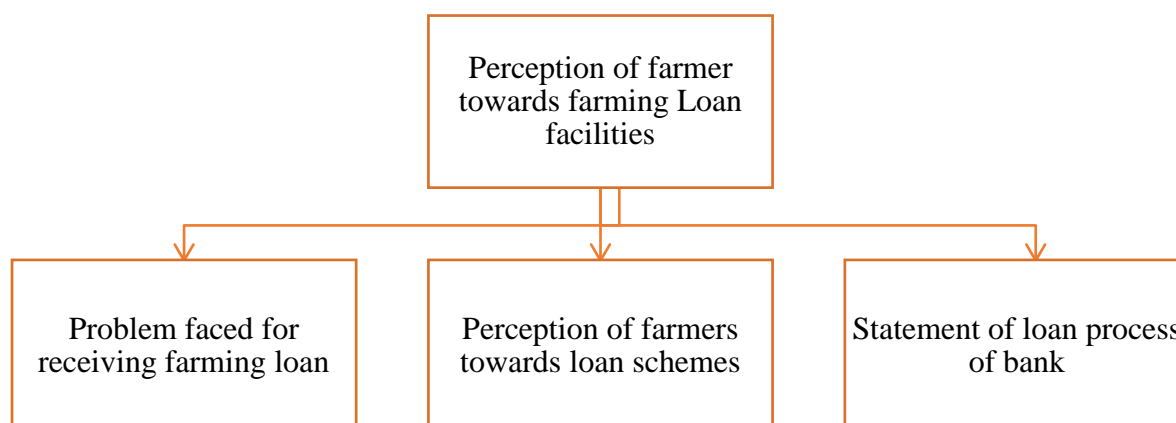 Perception of farmer
towards farming Loan
facilities
Problem faced for
receiving farming loan
Perception of farmers
towards loan schemes
Statement of loan process
of bank